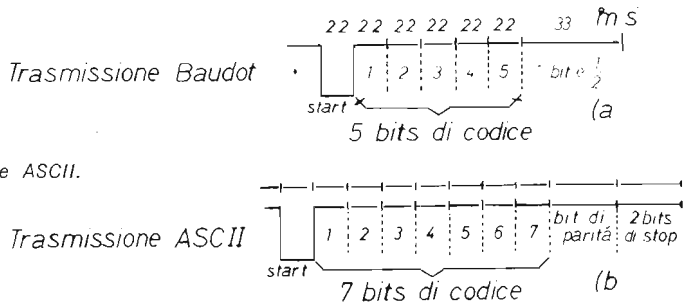 22 22 22 22 22 22 33 ms
Trasmissione Baudot
1 2 3 4 5 1 bit e 1/2
start
(a
5 bits di codice
e ASCII.
Trasmissione ASCII
1 2 3 4 5 6 7 bit di paritá 2 bits di stop
start
(b
7 bits di codice